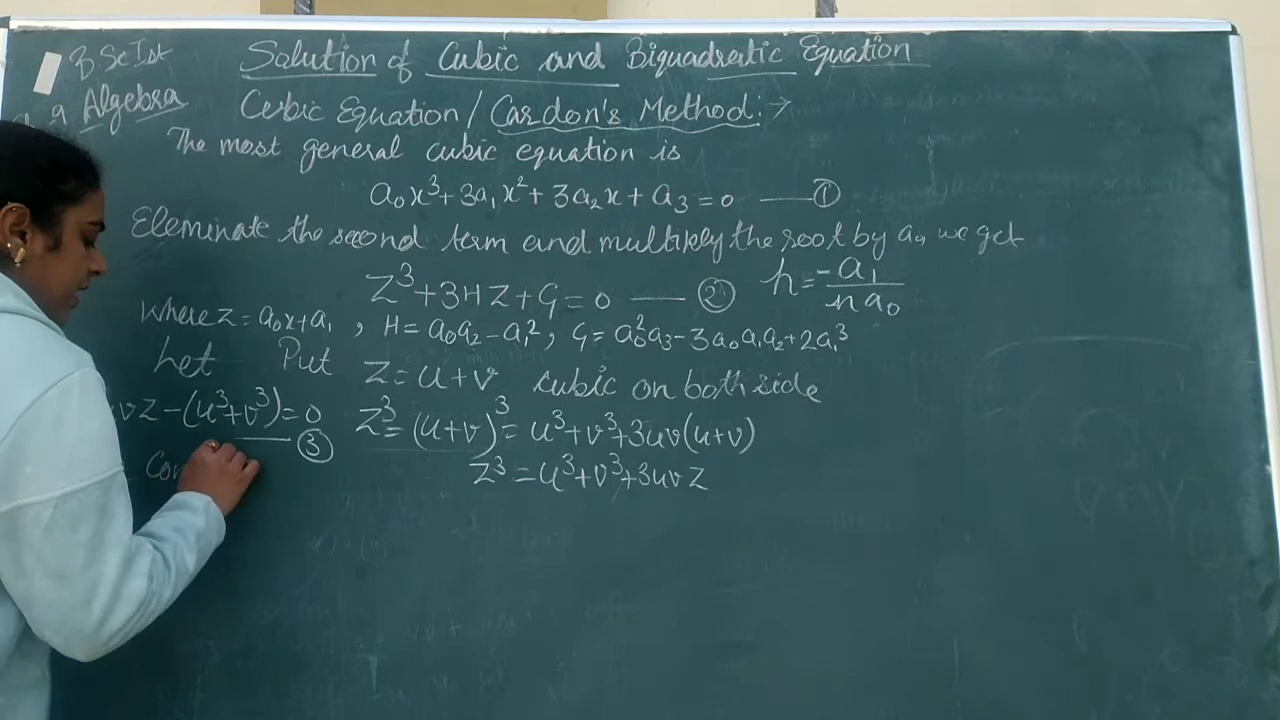 B Sc Ist
Algebra
Solution of Cubic and Biquadratic Equation
Cubic Equation / Cardon's Method :→
The most general cubic equation is
a₀x³+3a₁x²+3a₂x+a₃=0 —— ①
Eleminate the second term and multiply the root by a₀, we get
Z³+3HZ+G=0 —— ② h=-a₁/na₀
where Z=a₀x+a₁, H=a₀a₂-a₁², G=a₀²a₃-3a₀a₁a₂+2a₁³
Let Put Z=u+v cubic on both side
vZ-(u³+v³)=0 —— ③
Z³=(u+v)³=u³+v³+3uv(u+v)
Z³=u³+v³+3uvZ
Con